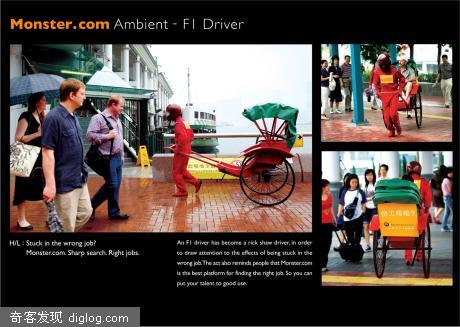 Monster.com Ambient - F1 Driver
H/L : Stuck in the wrong job?
Monster.com. Sharp search. Right jobs.
An F1 driver has become a rick shaw driver, in order
to draw attention to the effects of being stuck in the
wrong job. The act also reminds people that Monster.com
is the best platform for finding the right job. So you can
put your talent to good use.
奇客发现 diglog.com